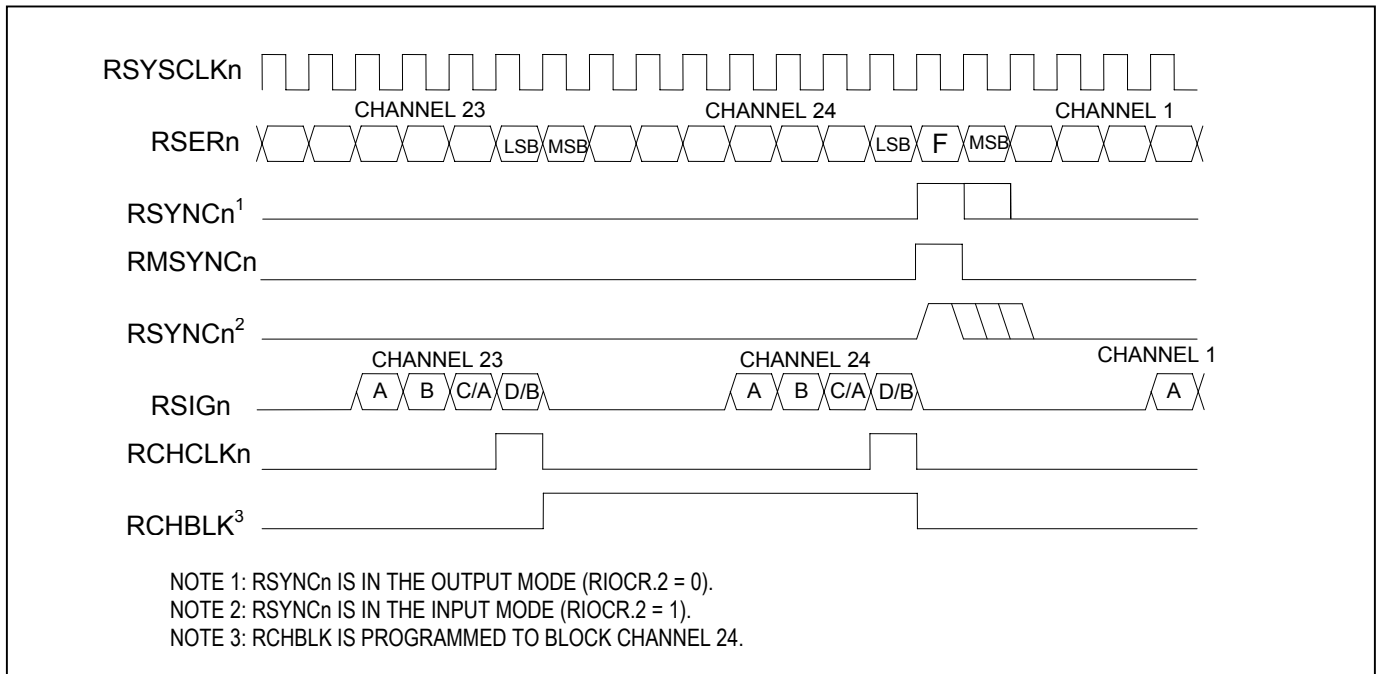 RSYSCLKn
CHANNEL 23 CHANNEL 24 CHANNEL 1
RSERn LSB MSB LSB F MSB
RSYNCn1
RMSYNCn
RSYNCn2
CHANNEL 23 CHANNEL 24 CHANNEL 1
RSIGn A B C/A D/B A B C/A D/B A
RCHCLKn
RCHBLK3
NOTE 1: RSYNCn IS IN THE OUTPUT MODE (RIOCR.2 = 0).
NOTE 2: RSYNCn IS IN THE INPUT MODE (RIOCR.2 = 1).
NOTE 3: RCHBLK IS PROGRAMMED TO BLOCK CHANNEL 24.